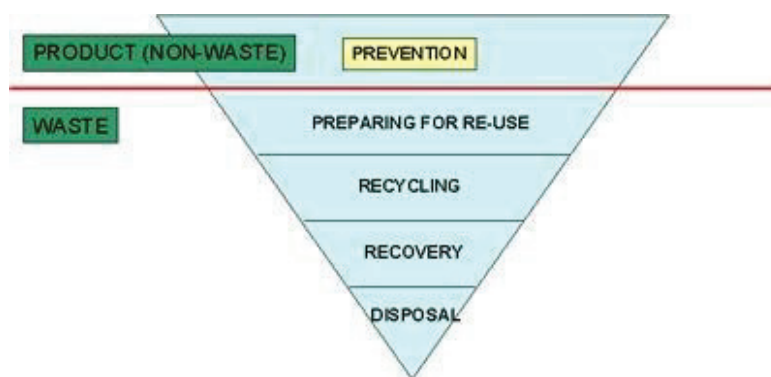 PRODUCT (NON-WASTE)
PREVENTION
WASTE
PREPARING FOR RE-USE
RECYCLING
RECOVERY
DISPOSAL